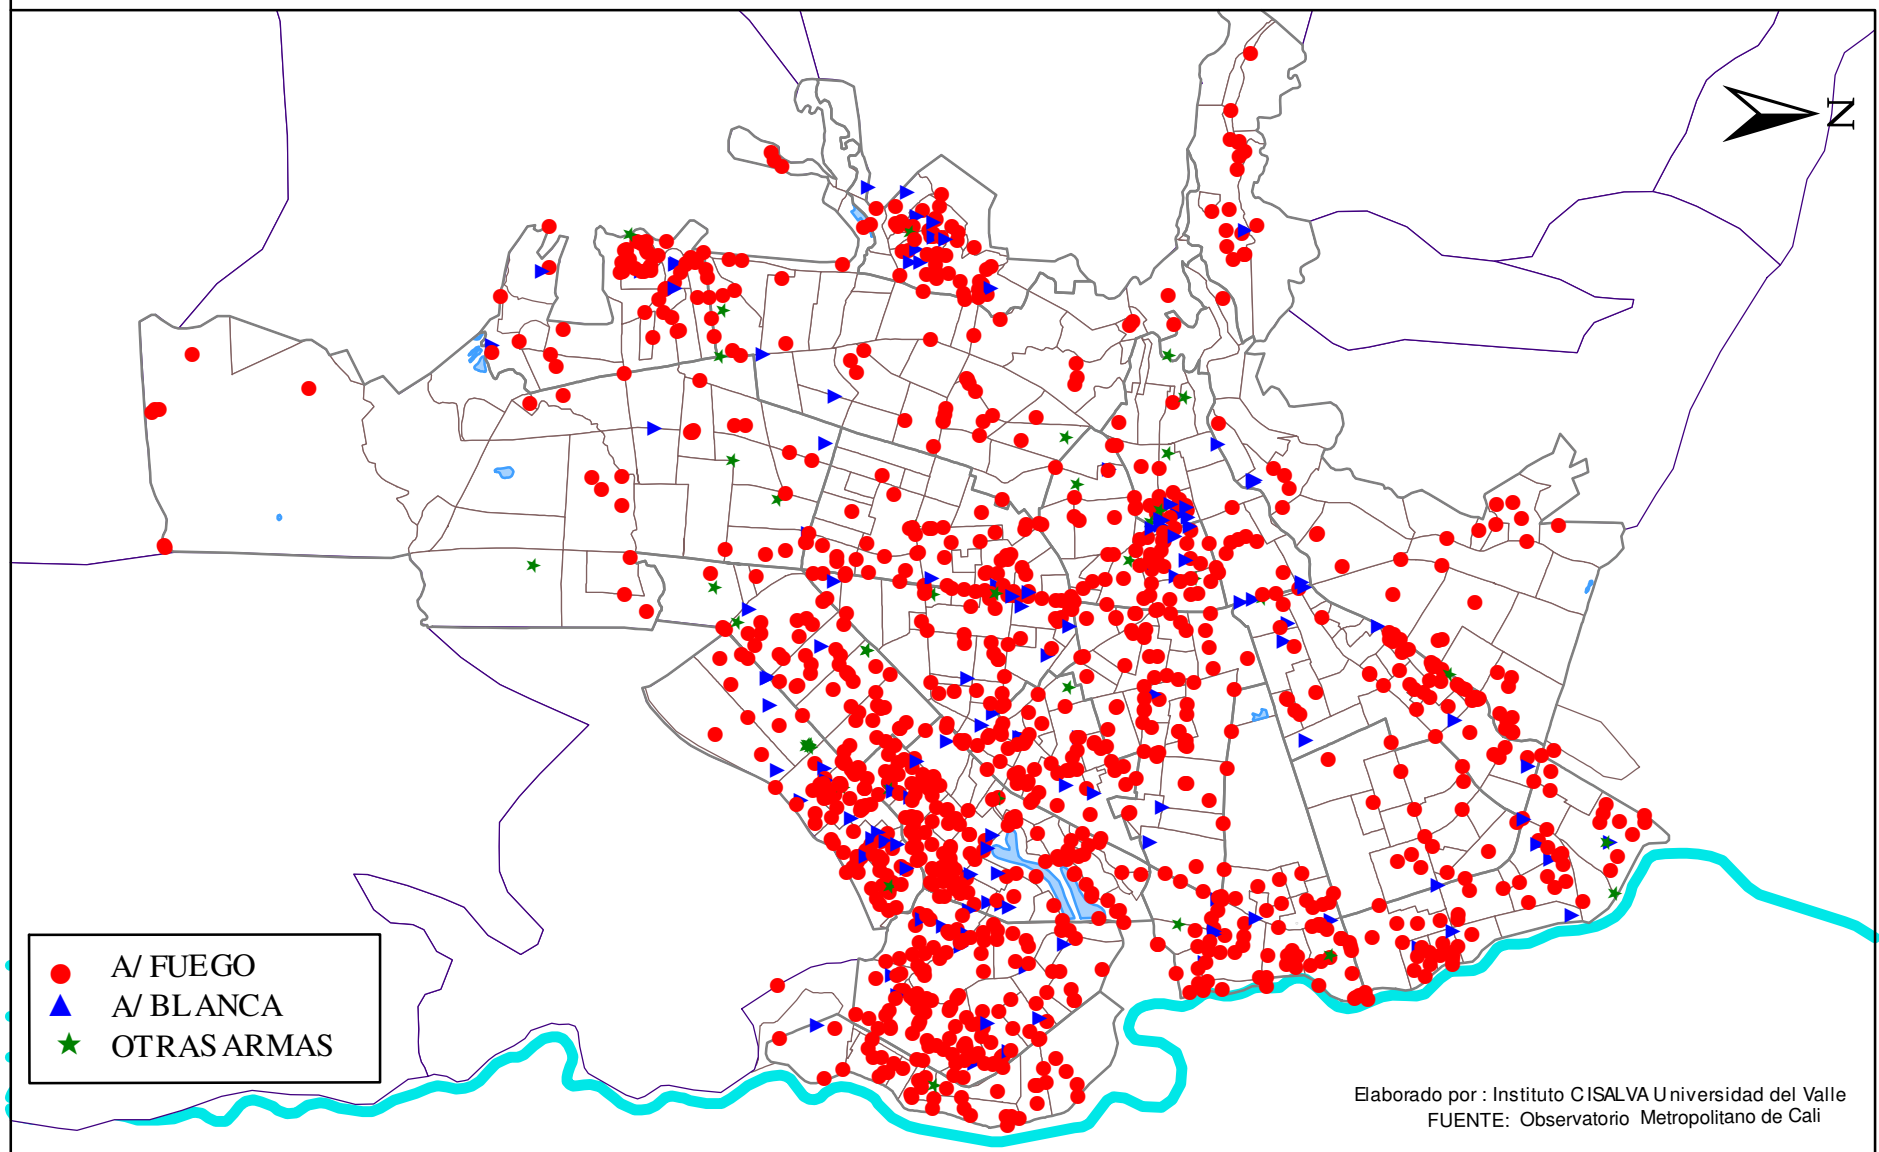 N
A/ FUEGO
A/ BLANCA
OTRAS ARMAS
Elaborado por : Instituto CISALVA Universidad del Valle
FUENTE: Observatorio Metropolitano de Cali